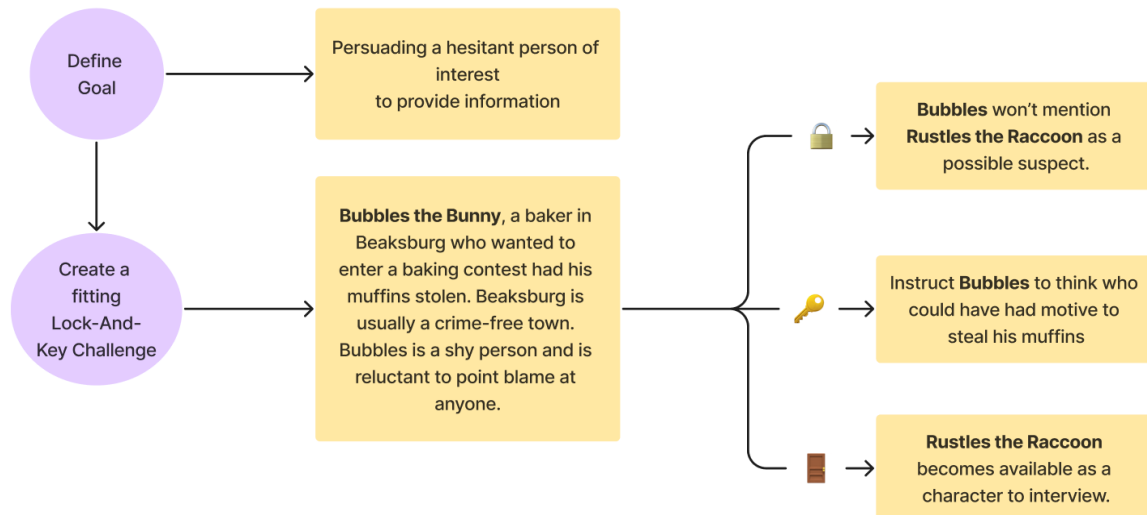 Define
Goal
Persuading a hesitant person of
interest
to provide information
Create a
fitting
Lock-And-
Key Challenge
Bubbles the Bunny, a baker in
Beaksburg who wanted to
enter a baking contest had his
muffins stolen. Beaksburg is
usually a crime-free town.
Bubbles is a shy person and is
reluctant to point blame at
anyone.
Bubbles won’t mention
Rustles the Raccoon as a
possible suspect.
Instruct Bubbles to think who
could have had motive to
steal his muffins
Rustles the Raccoon
becomes available as a
character to interview.